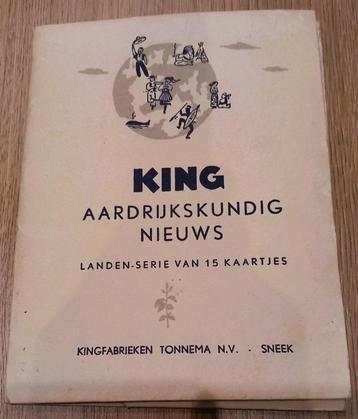 KING
AARDRIJKSKUNDIG
NIEUWS
LANDEN-SERIE VAN 15 KAARTJES
KINGFABRIEKEN TONNEMA N.V. - SNEEK